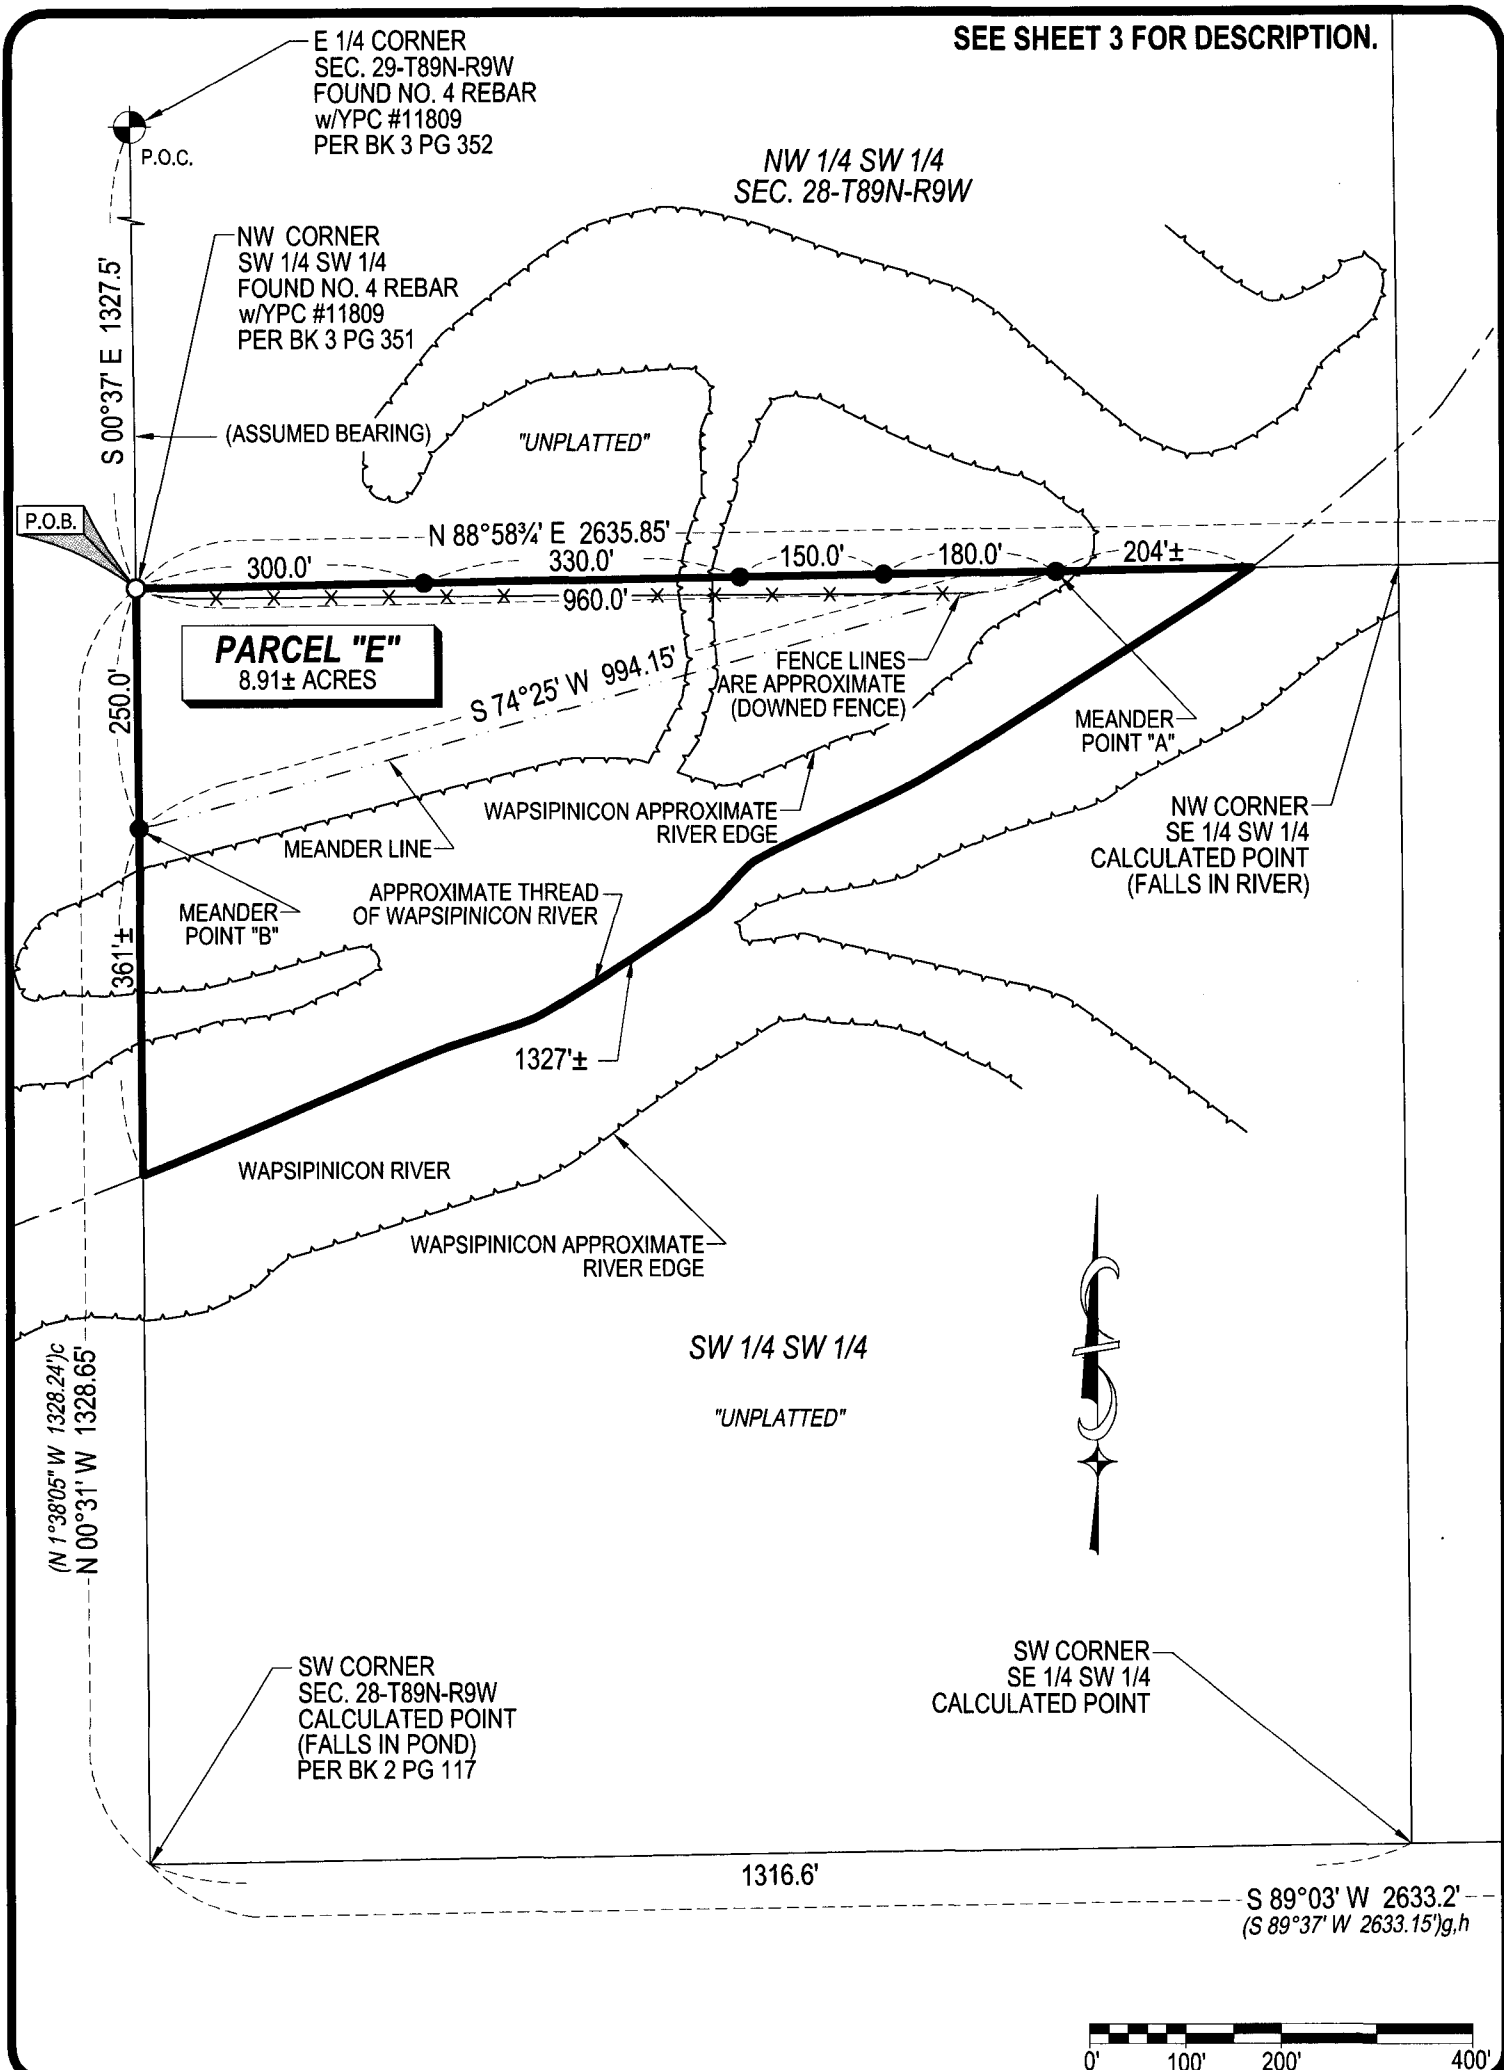 SEE SHEET 3 FOR DESCRIPTION.
E 1/4 CORNER
SEC. 29-T89N-R9W
FOUND NO. 4 REBAR
w/YPC #11809
PER BK 3 PG 352
P.O.C.
NW 1/4 SW 1/4
SEC. 28-T89N-R9W
NW CORNER
SW 1/4 SW 1/4
FOUND NO. 4 REBAR
w/YPC #11809
PER BK 3 PG 351
S 00°37' E 1327.5'
(ASSUMED BEARING)
"UNPLATTED"
P.O.B.
N 88°58¾' E 2635.85'
300.0'
330.0'
150.0'
180.0'
204'±
960.0'
PARCEL "E"
8.91± ACRES
250.0'
S 74°25' W 994.15'
FENCE LINES
ARE APPROXIMATE
(DOWNED FENCE)
MEANDER
POINT "A"
WAPSIPINICON APPROXIMATE
RIVER EDGE
MEANDER LINE
NW CORNER
SE 1/4 SW 1/4
CALCULATED POINT
(FALLS IN RIVER)
APPROXIMATE THREAD
OF WAPSIPINICON RIVER
MEANDER
POINT "B"
361'±
1327'±
WAPSIPINICON RIVER
WAPSIPINICON APPROXIMATE
RIVER EDGE
SW 1/4 SW 1/4
"UNPLATTED"
(N 1°38'05" W 1328.24')c
N 00°31' W 1328.65'
SW CORNER
SEC. 28-T89N-R9W
CALCULATED POINT
(FALLS IN POND)
PER BK 2 PG 117
SW CORNER
SE 1/4 SW 1/4
CALCULATED POINT
1316.6'
S 89°03' W 2633.2'
(S 89°37' W 2633.15')g,h
0' 100' 200' 400'